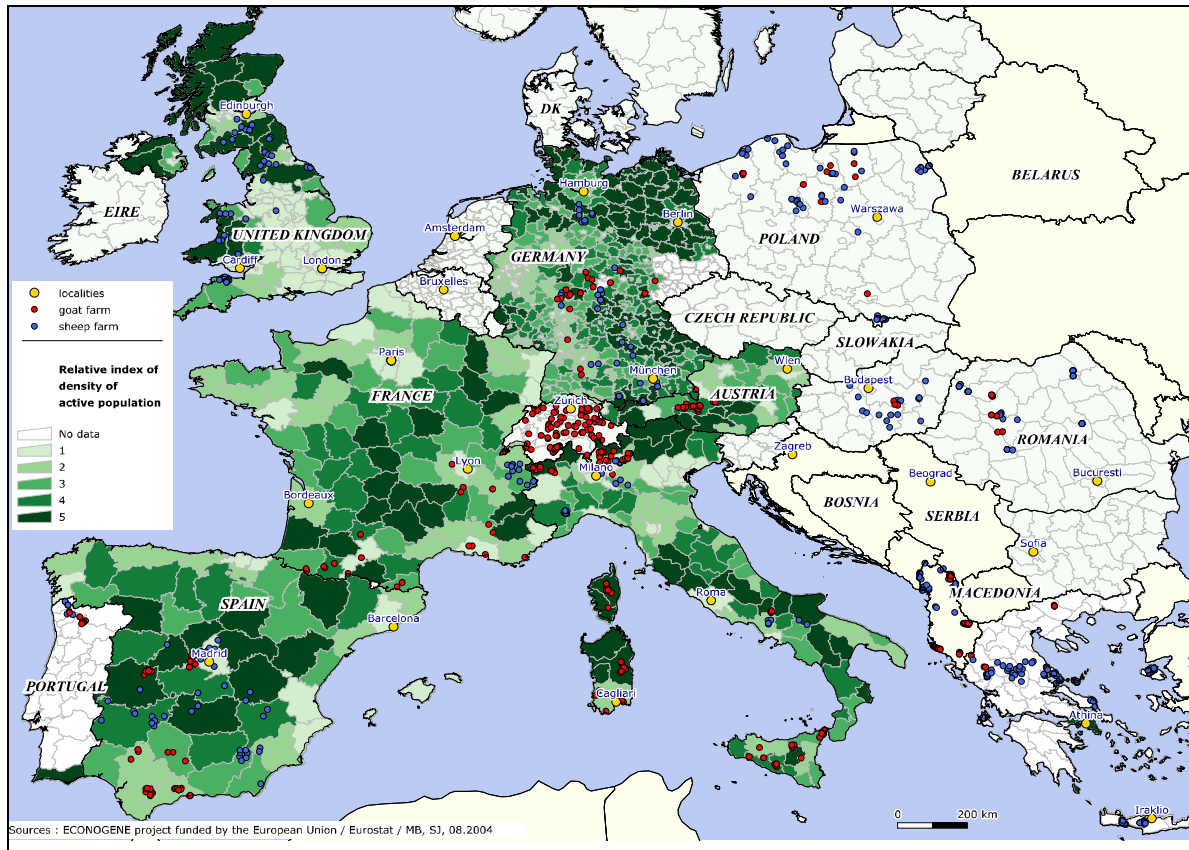 Edinburgh
DK
EIRE
Hamburg
BELARUS
Berlin
Warszawa
UNITED KINGDOM
Amsterdam
POLAND
Cardiff
London
GERMANY
Bruxelles
localities
goat farm
sheep farm
CZECH REPUBLIC
SLOWAKIA
Paris
Wien
Relative index of
density of
active population
München
Budapest
FRANCE
AUSTRIA
Zurich
No data
1
2
3
4
5
ROMANIA
Zagreb
Lyon
Milano
Beograd
Bucuresti
Bordeaux
BOSNIA
SERBIA
Sofia
MACEDONIA
SPAIN
Roma
Barcelona
Madrid
PORTUGAL
Cagliari
Athina
0 200 km
Iraklio
Sources : ECONOGENE project funded by the European Union / Eurostat / MB, SJ, 08.2004